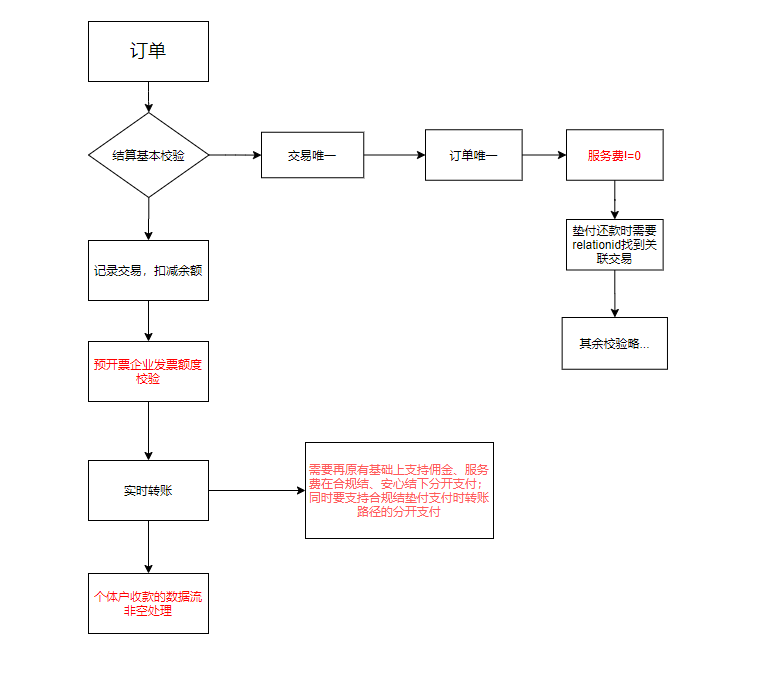 订单
结算基本校验
交易唯一
订单唯一
服务费!=0
垫付还款时需要
relationid找到关
联交易
记录交易，扣减余额
其余校验略...
预开票企业发票额度
校验
需要再原有基础上支持佣金、服务
费在合规结、安心结下分开支付；
同时要支持合规结垫付支付时转账
路径的分开支付
实时转账
个体户收款的数据流
非空处理